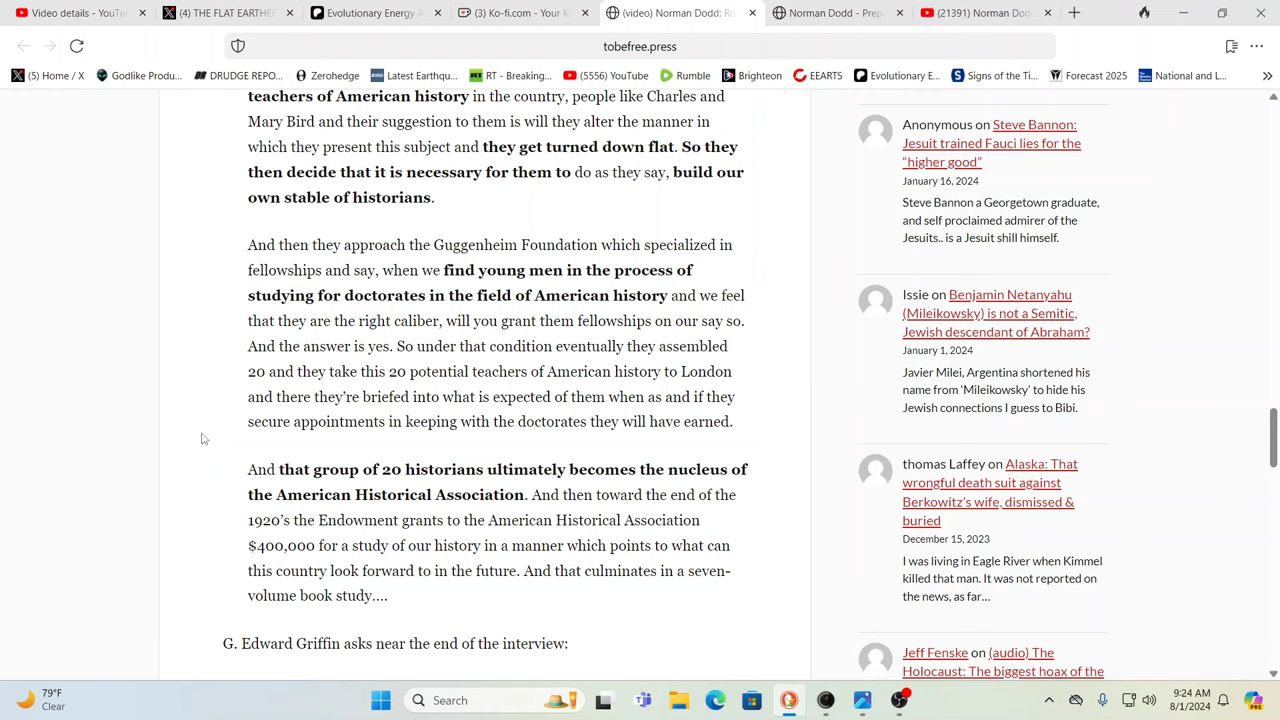 Video details - YouTu
(4) THE FLAT EARTHE
Evolutionary Energy A
(3) Ko-fi.com - Your K
(video) Norman Dodd: Ro
Norman Dodd - Prepa
(21391) Norman Dod
tobefree.press
(5) Home / X
Godlike Produ...
DRUDGE REPO...
Zerohedge
Latest Earthqu...
RT - Breaking...
(5556) YouTube
Rumble
Brighteon
EEARTS
Evolutionary E...
Signs of the Ti...
Forecast 2025
National and L...
teachers of American history in the country, people like Charles and
Mary Bird and their suggestion to them is will they alter the manner in
which they present this subject and they get turned down flat. So they
then decide that it is necessary for them to do as they say, build our
own stable of historians.
And then they approach the Guggenheim Foundation which specialized in
fellowships and say, when we find young men in the process of
studying for doctorates in the field of American history and we feel
that they are the right caliber, will you grant them fellowships on our say so.
And the answer is yes. So under that condition eventually they assembled
20 and they take this 20 potential teachers of American history to London
and there they're briefed into what is expected of them when as and if they
secure appointments in keeping with the doctorates they will have earned.
And that group of 20 historians ultimately becomes the nucleus of
the American Historical Association. And then toward the end of the
1920's the Endowment grants to the American Historical Association
$400,000 for a study of our history in a manner which points to what can
this country look forward to in the future. And that culminates in a seven-
volume book study....
G. Edward Griffin asks near the end of the interview:
Anonymous on Steve Bannon:
Jesuit trained Fauci lies for the
"higher good"
January 16, 2024
Steve Bannon a Georgetown graduate,
and self proclaimed admirer of the
Jesuits.. is a Jesuit shill himself.
Issie on Benjamin Netanyahu
(Mileikowsky) is not a Semitic,
Jewish descendant of Abraham?
January 1, 2024
Javier Milei, Argentina shortened his
name from 'Mileikowsky' to hide his
Jewish connections I guess to Bibi.
thomas Laffey on Alaska: That
wrongful death suit against
Berkowitz's wife, dismissed &
buried
December 15, 2023
I was living in Eagle River when Kimmel
killed that man. It was not reported on
the news, as far...
Jeff Fenske on (audio) The
Holocaust: The biggest hoax of the
79°F
Clear
Search
9:24 AM
8/1/2024